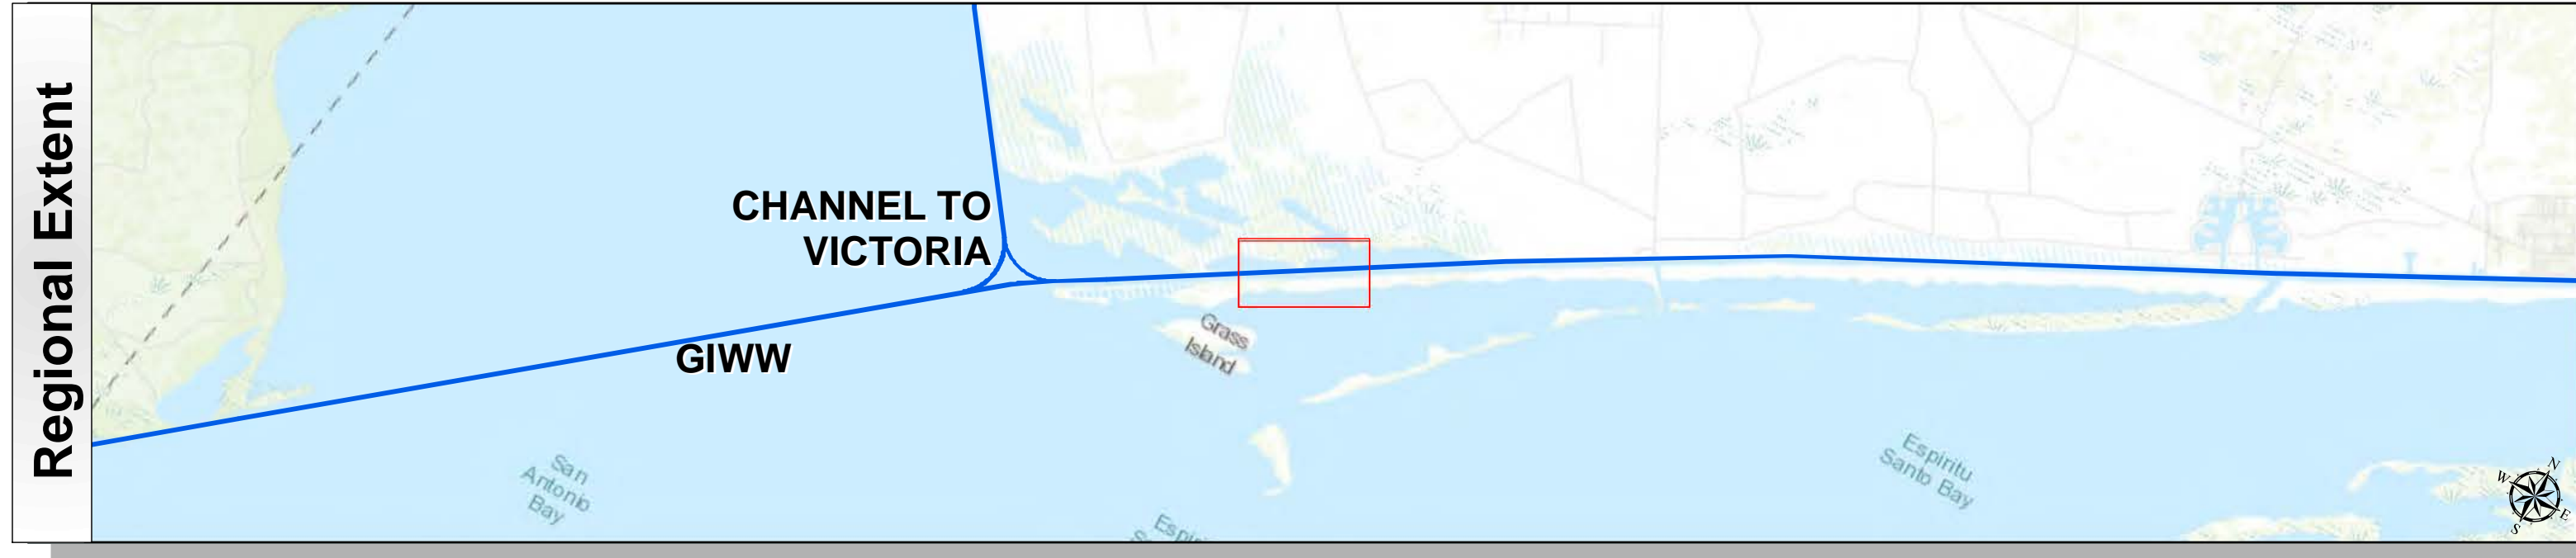 Regional Extent
CHANNEL TO
VICTORIA
GIWW
Grass
Island
San
Antonio
Bay
Espiritu
Santo Bay
N
W
E
S